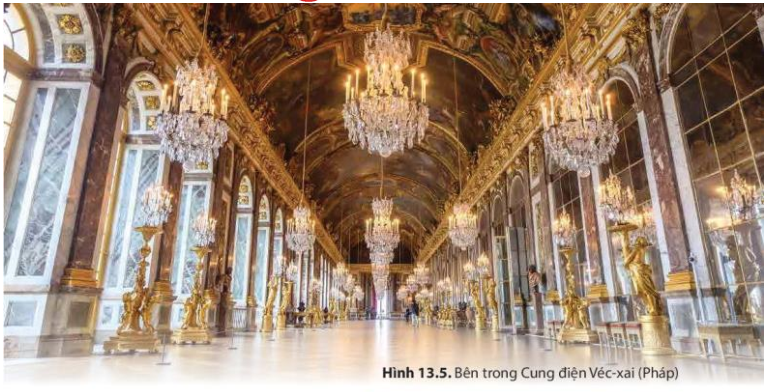 Hình 13.5. Bên trong Cung điện Véc-xai (Pháp)